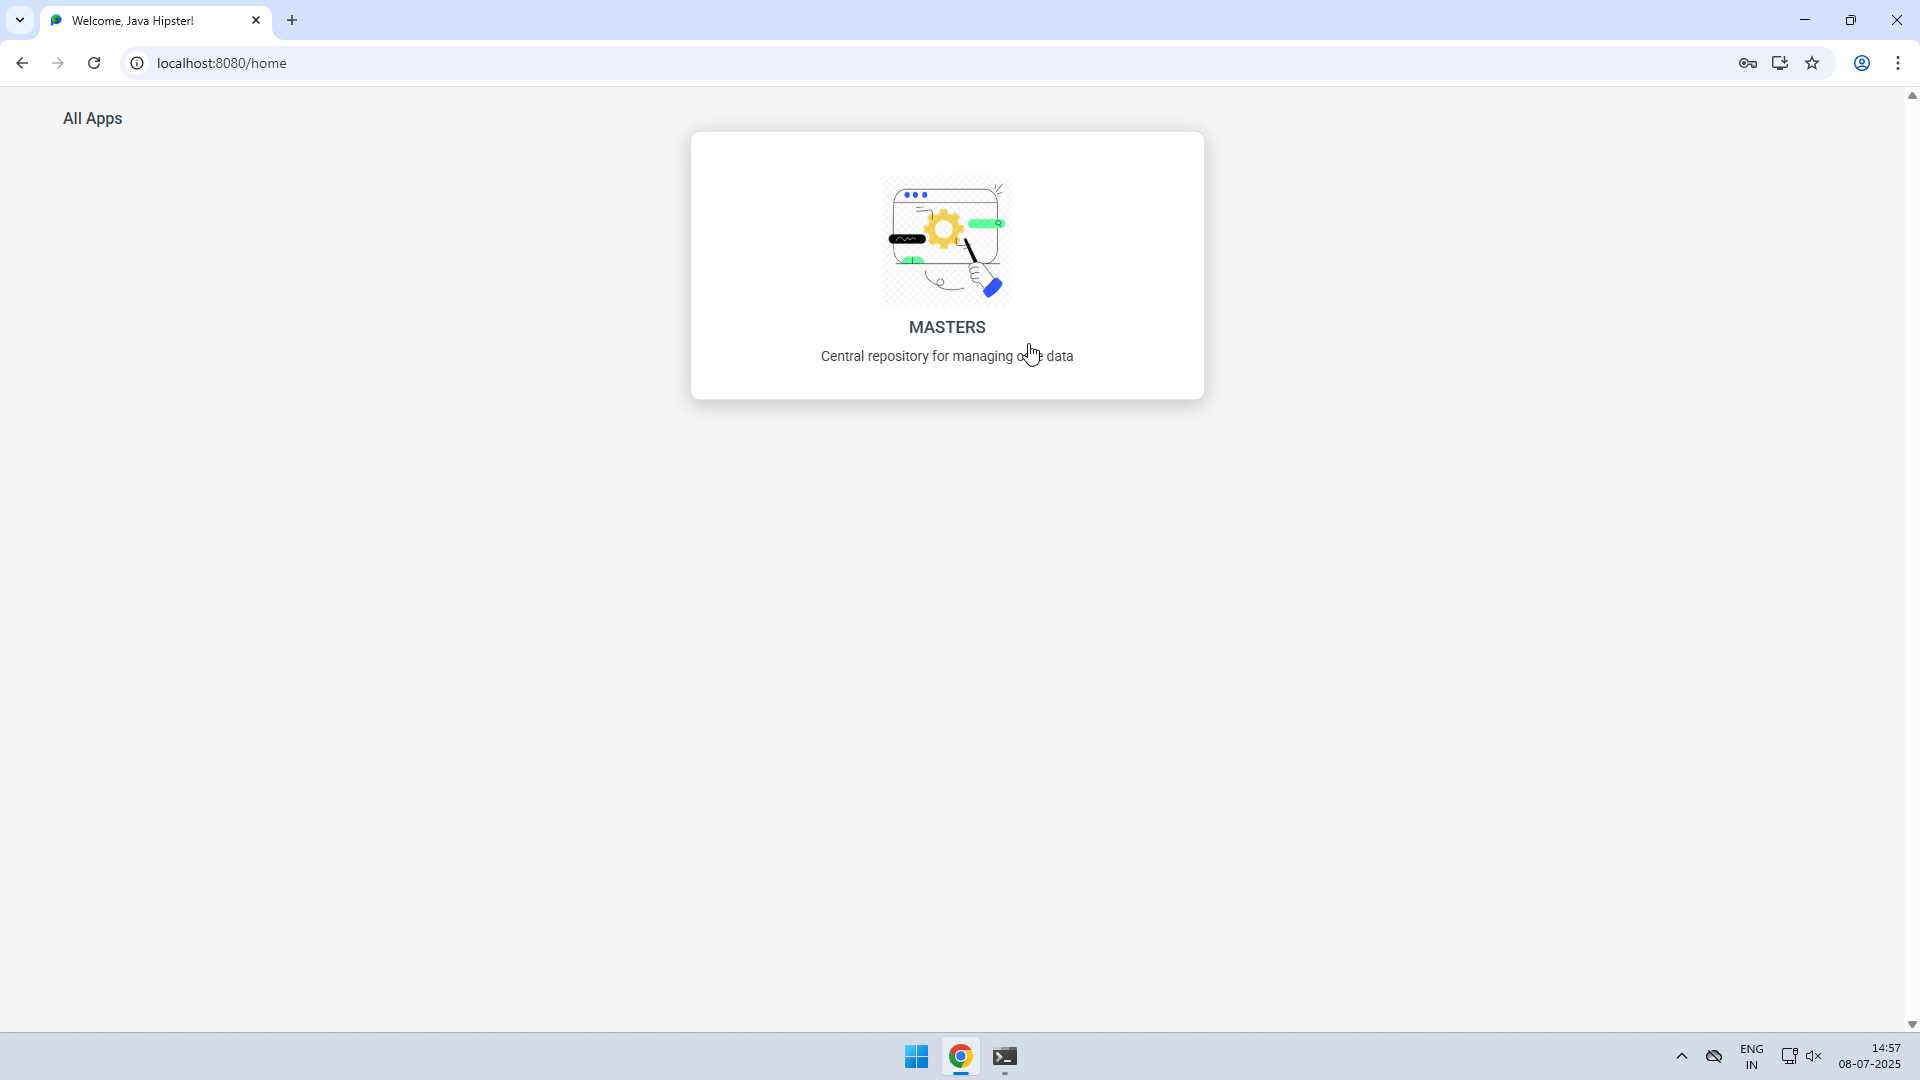 Welcome, Java Hipster!
localhost:8080/home
All Apps
MASTERS
Central repository for managing data
ENG
IN
14:57
08-07-2025